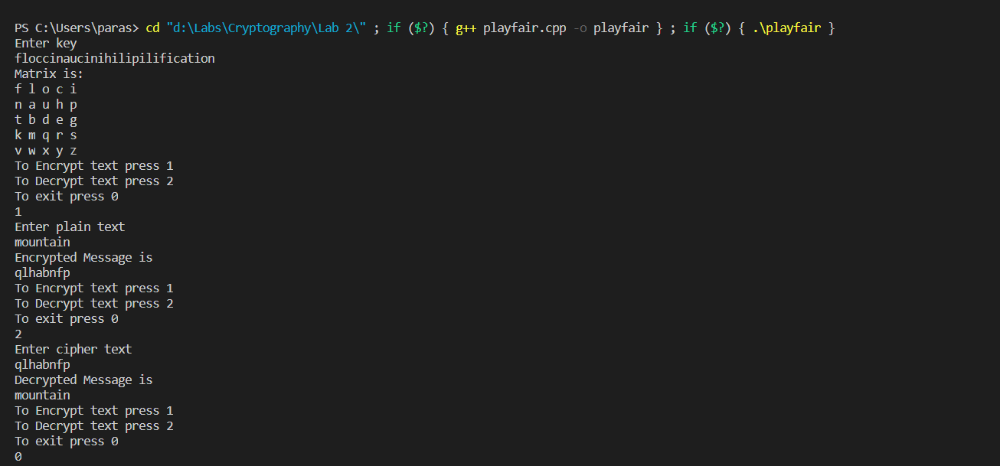 PS C:\Users\paras> cd "d:\Labs\Cryptography\Lab 2\" ; if ($?) { g++ playfair.cpp -o playfair } ; if ($?) { .\playfair }
Enter key
floccinaucinihilipilification
Matrix is:
f l o c i
n a u h p
t b d e g
k m q r s
v w x y z
To Encrypt text press 1
To Decrypt text press 2
To exit press 0
1
Enter plain text
mountain
Encrypted Message is
qlhabnfp
To Encrypt text press 1
To Decrypt text press 2
To exit press 0
2
Enter cipher text
qlhabnfp
Decrypted Message is
mountain
To Encrypt text press 1
To Decrypt text press 2
To exit press 0
0